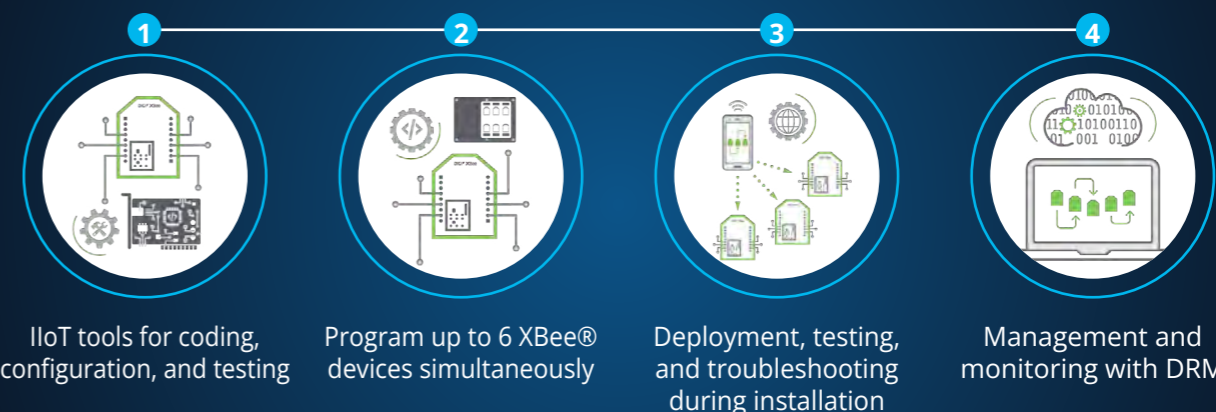 1
2
3
4
IIoT tools for coding,
configuration, and testing
Program up to 6 XBee®
devices simultaneously
Deployment, testing,
and troubleshooting
during installation
Management and
monitoring with DRM